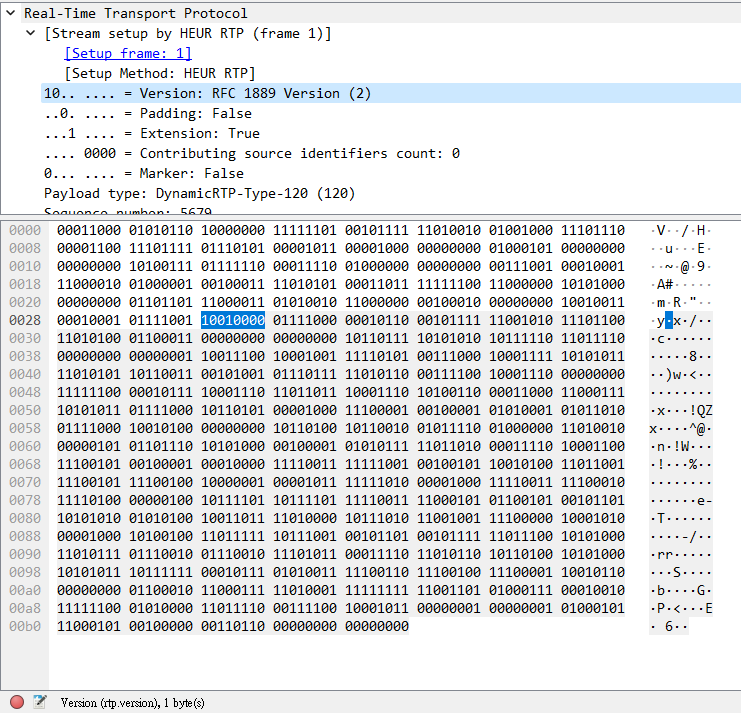 Real-Time Transport Protocol
[Stream setup by HEUR RTP (frame 1)]
[Setup frame: 1]
[Setup Method: HEUR RTP]
10.. .... = Version: RFC 1889 Version (2)
..0. .... = Padding: False
...1 .... = Extension: True
.... 0000 = Contributing source identifiers count: 0
0... .... = Marker: False
Payload type: DynamicRTP-Type-120 (120)
Sequence number: 5679
0000 00011000 01010110 10000000 11111101 00101111 11010010 01001000 11101110 ·V··/·H·
0008 00001100 11101101 01110101 00001011 00001000 00000000 01000101 00000000 ··u···E·
0010 00000000 10100111 01111110 00011110 01000000 00000000 00111001 00010001 ··~·@·9·
0018 11000010 01000001 00100011 11010101 00011011 11111100 11000000 10101000 ·A#·····
0020 00000000 01101101 11000011 01010010 11000000 00100010 00000000 10010011 ·m·R·"··
0028 00010001 01111001 10010000 01111000 00010110 00101111 11001010 11101100 ·y·x·/··
0030 11010100 01100011 00000000 00000000 10110111 10101010 10111110 11011110 ·c······
0038 00000000 00000001 10011100 10001001 11110101 00111000 10001111 10101011 ·····8··
0040 11010101 10110011 00101001 01110111 11010110 00111100 10001110 00000000 ··)w·<··
0048 11111100 00010111 10001110 11011011 10001110 10100110 00011000 11000111 ········
0050 10101011 01111000 10110101 00001000 11100001 00100001 01010001 01011010 ·x···!QZ
0058 01111000 10010100 00000000 10110100 10010100 01011110 01000000 11010010 x····^@·
0060 00000101 01101110 10101000 00100001 01010111 11011010 00011110 10001100 ·n·!W···
0068 11100101 00100001 00010000 11110011 11111001 00100101 10010100 11011001 ·!···%··
0070 11100101 11100100 10000001 00001011 11111010 00001000 11110011 11100010 ········
0078 11110100 00000100 10111101 10111101 11110011 11000101 01100101 00101101 ······e-
0080 10101010 01010100 10011011 11010000 10111010 11001001 11100000 10001010 ·T······
0088 00001000 10100100 11011111 10111001 00101101 00101111 11011100 10101000 ····-/··
0090 11010111 01110010 01110010 11101011 00011110 11010110 10110100 10101000 ·rr·····
0098 10101011 10111111 00010111 01010011 11100110 11100100 11100001 10010110 ···S····
00a0 00000000 01100010 11000111 11010001 11111111 11001101 01000111 00010010 ·b····G·
00a8 11111100 01010000 11011110 00111100 10001011 00000001 00000001 01000101 ·P·<···E
00b0 11000101 00100000 00110110 00000000 00000000 · 6··
Version (rtp.version), 1 byte(s)